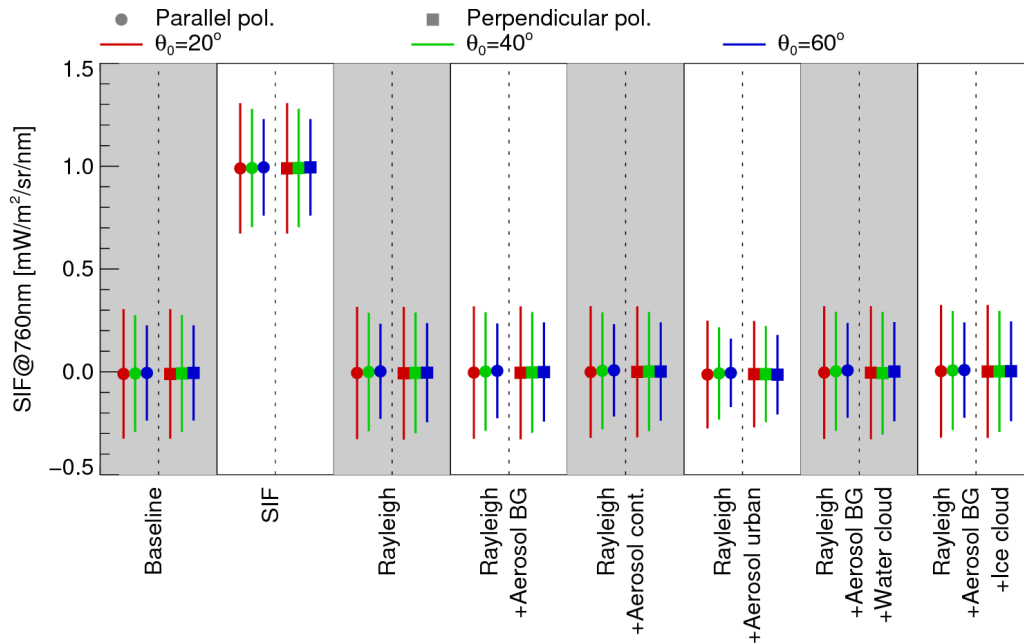 Parallel pol.
Perpendicular pol.
θ₀=20°
θ₀=40°
θ₀=60°
SIF@760nm [mW/m²/sr/nm]
1.5
1.0
0.5
0.0
−0.5
Baseline
SIF
Rayleigh
Rayleigh
+Aerosol BG
Rayleigh
+Aerosol cont.
Rayleigh
+Aerosol urban
Rayleigh
+Aerosol BG
+Water cloud
Rayleigh
+Aerosol BG
+Ice cloud